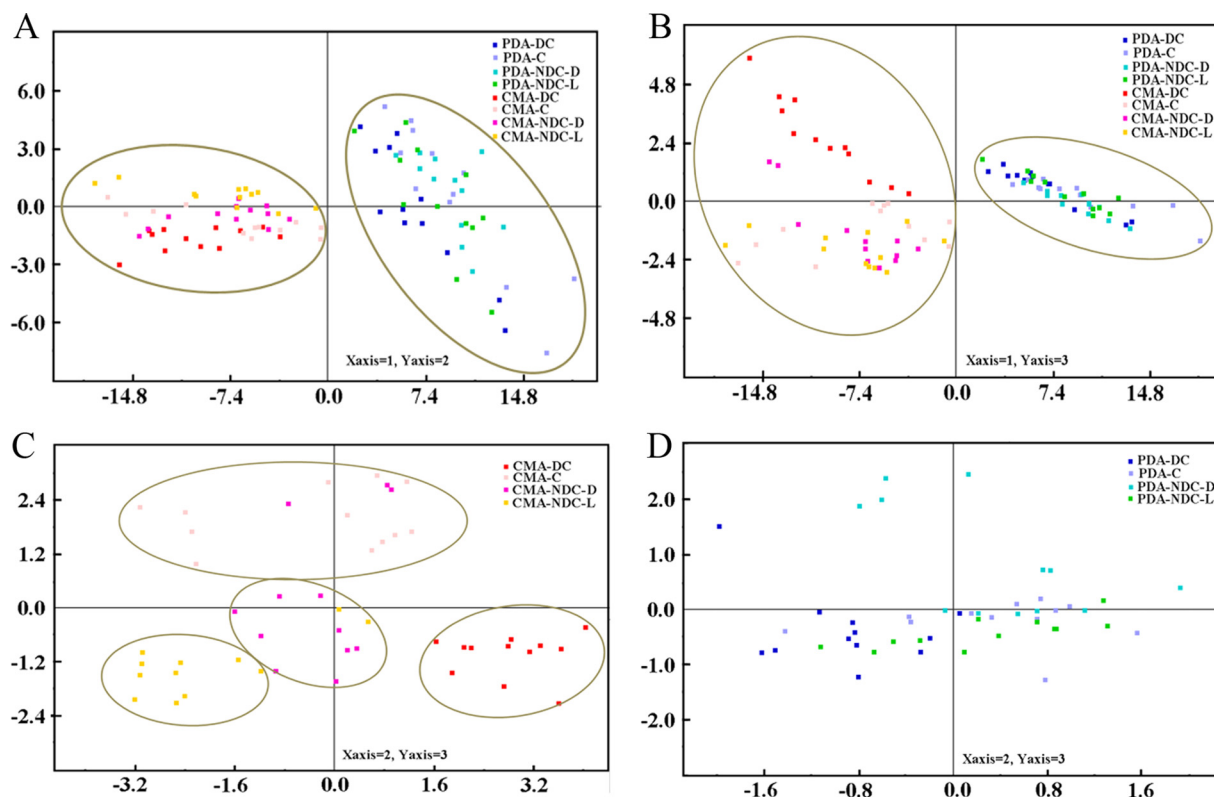 A
PDA-DC
PDA-C
PDA-NDC-D
PDA-NDC-L
CMA-DC
CMA-C
CMA-NDC-D
CMA-NDC-L
6.0
3.0
0.0
-3.0
-6.0
Xaxis=1, Yaxis=2
-14.8 -7.4 0.0 7.4 14.8
B
PDA-DC
PDA-C
PDA-NDC-D
PDA-NDC-L
CMA-DC
CMA-C
CMA-NDC-D
CMA-NDC-L
4.8
2.4
0.0
-2.4
-4.8
Xaxis=1, Yaxis=3
-14.8 -7.4 0.0 7.4 14.8
C
CMA-DC
CMA-C
CMA-NDC-D
CMA-NDC-L
2.4
1.2
0.0
-1.2
-2.4
Xaxis=2, Yaxis=3
-3.2 -1.6 0.0 1.6 3.2
D
PDA-DC
PDA-C
PDA-NDC-D
PDA-NDC-L
2.0
1.0
0.0
-1.0
-2.0
Xaxis=2, Yaxis=3
-1.6 -0.8 0.0 0.8 1.6